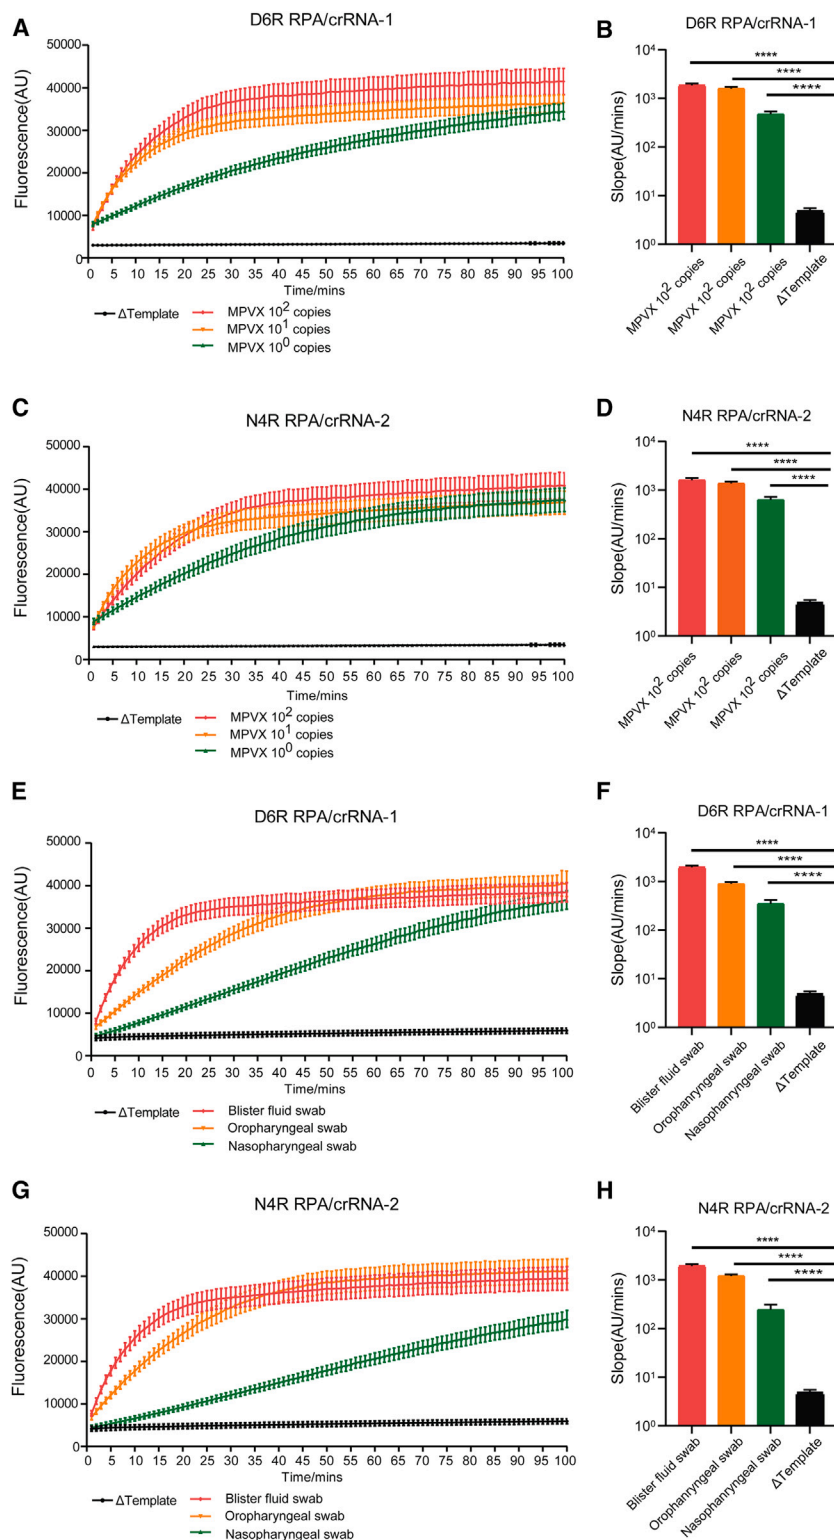 A
D6R RPA/crRNA-1
Fluorescence(AU)
50000
40000
30000
20000
10000
0
0 5 10 15 20 25 30 35 40 45 50 55 60 65 70 75 80 85 90 95 100
Time/mins
ΔTemplate
MPVX 10² copies
MPVX 10¹ copies
MPVX 10⁰ copies
B
D6R RPA/crRNA-1
Slope(AU/mins)
10⁴
10³
10²
10¹
10⁰
****
****
****
MPVX 10² copies
MPVX 10² copies
MPVX 10² copies
ΔTemplate
C
N4R RPA/crRNA-2
Fluorescence(AU)
50000
40000
30000
20000
10000
0
0 5 10 15 20 25 30 35 40 45 50 55 60 65 70 75 80 85 90 95 100
Time/mins
ΔTemplate
MPVX 10² copies
MPVX 10¹ copies
MPVX 10⁰ copies
D
N4R RPA/crRNA-2
Slope(AU/mins)
10⁴
10³
10²
10¹
10⁰
****
****
****
MPVX 10² copies
MPVX 10² copies
MPVX 10² copies
ΔTemplate
E
D6R RPA/crRNA-1
Fluorescence(AU)
50000
40000
30000
20000
10000
0
0 5 10 15 20 25 30 35 40 45 50 55 60 65 70 75 80 85 90 95 100
Time/mins
ΔTemplate
Blister fluid swab
Oropharyngeal swab
Nasopharyngeal swab
F
D6R RPA/crRNA-1
Slope(AU/mins)
10⁴
10³
10²
10¹
10⁰
****
****
****
Blister fluid swab
Orophanryngeal swab
Nasophanryngeal swab
ΔTemplate
G
N4R RPA/crRNA-2
Fluorescence(AU)
50000
40000
30000
20000
10000
0
0 5 10 15 20 25 30 35 40 45 50 55 60 65 70 75 80 85 90 95 100
Time/mins
ΔTemplate
Blister fluid swab
Oropharyngeal swab
Nasopharyngeal swab
H
N4R RPA/crRNA-2
Slope(AU/mins)
10⁴
10³
10²
10¹
10⁰
****
****
****
Blister fluid swab
Orophanryngeal swab
Nasophanryngeal swab
ΔTemplate